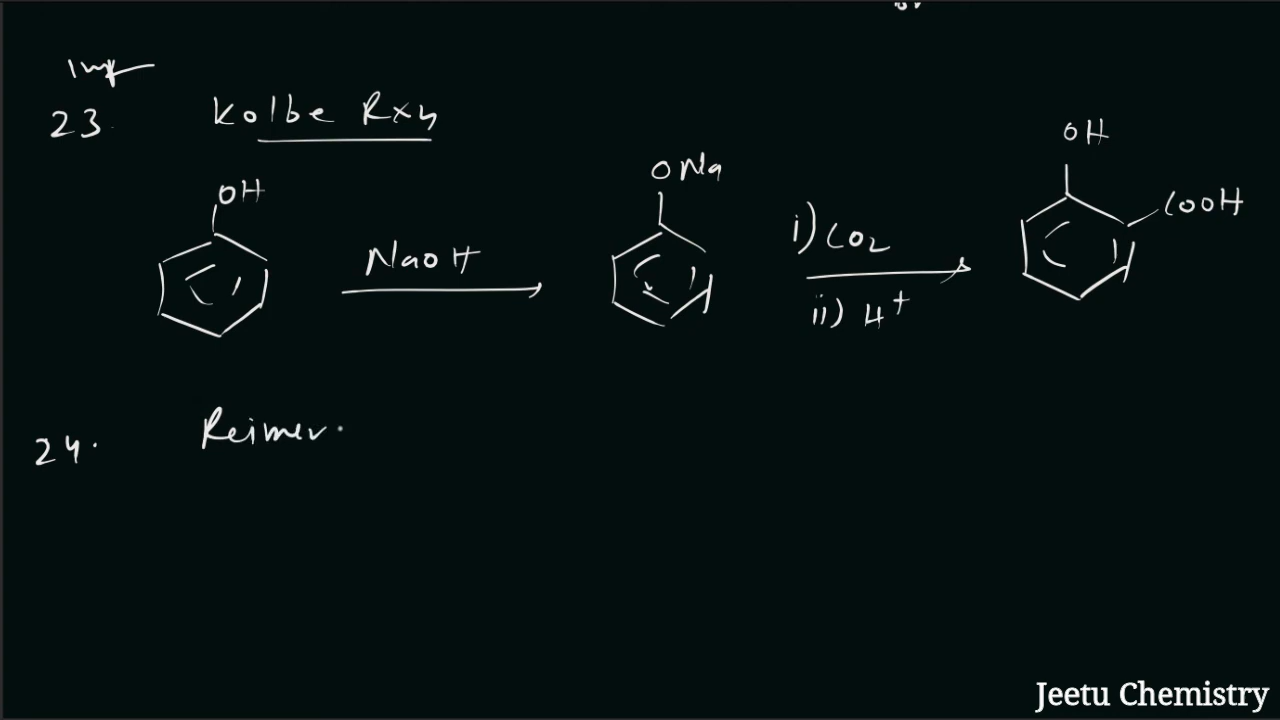 Imp
23. Kolbe Rxn
OH
NaOH
ONa
i) CO2
ii) H+
OH
COOH
24. Reimer.
Jeetu Chemistry